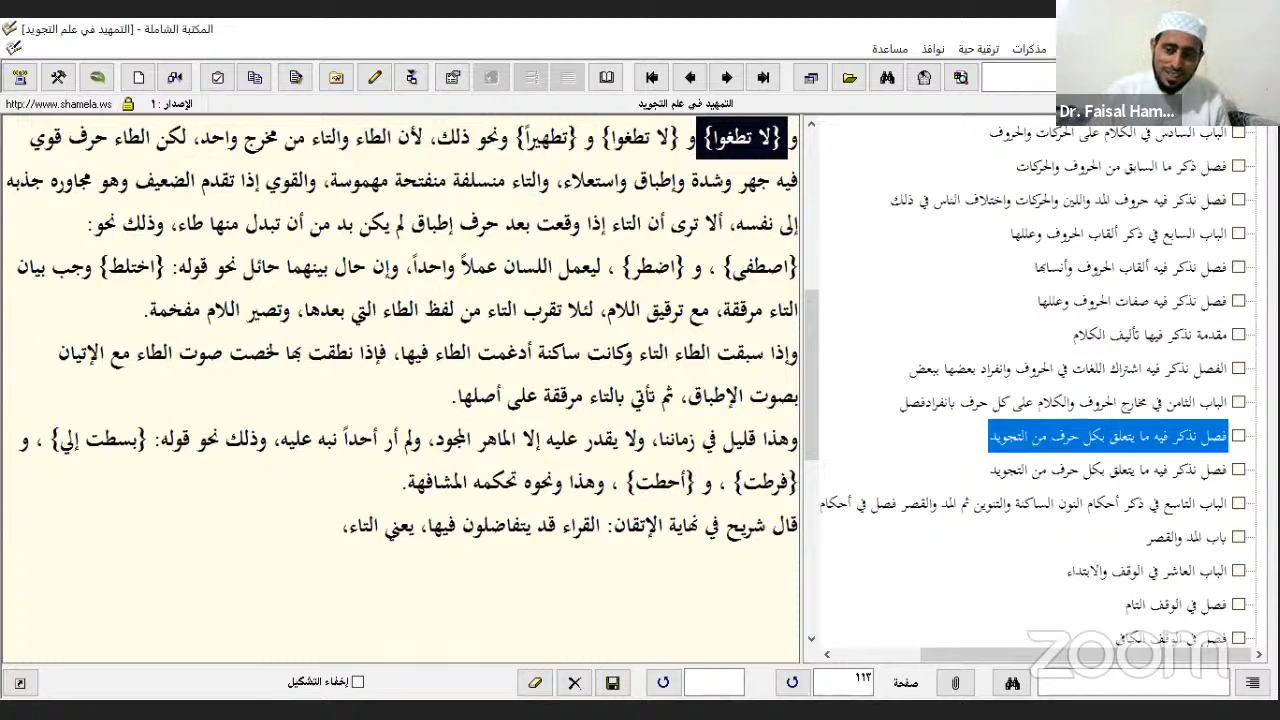 المكتبة الشاملة - [التمهيد في علم التجويد]
مذكرات ترقية حية نوافذ مساعدة
http://www.shamela.ws
الإصدار: ١
التمهيد في علم التجويد
Dr. Faisal Ham...
و {لا تطغوا} و {لا تطغوا} و {تطهيراً} ونحو ذلك، لأن الطاء والتاء من مخرج واحد، لكن الطاء حرف قوي
فيه جهر وشدة وإطباق واستعلاء، والتاء منسلفة منفتحة مهموسة، والقوي إذا تقدم الضعيف وهو مجاوره جذبه
إلى نفسه، ألا ترى أن التاء إذا وقعت بعد حرف إطباق لم يكن بد من أن تبدل منها طاء، وذلك نحو:
{اصطفى} ، و {اضطر} ، ليعمل اللسان عملاً واحداً، وإن حال بينهما حائل نحو قوله: {اختلط} وجب بيان
التاء مرققة، مع ترقيق اللام، لئلا تقرب التاء من لفظ الطاء التي بعدها، وتصير اللام مفخمة.
وإذا سبقت الطاء التاء وكانت ساكنة أدغمت الطاء فيها، فإذا نطقت بها لخصت صوت الطاء مع الإتيان
بصوت الإطباق، ثم تأتي بالتاء مرققة على أصلها.
وهذا قليل في زماننا، ولا يقدر عليه إلا الماهر المجود، ولم أر أحداً نبه عليه، وذلك نحو قوله: {بسطت إلي} ، و
{فرطت} ، و {أحطت} ، وهذا ونحوه تحكمه المشافهة.
قال شريح في نهاية الإتقان: القراء قد يتفاضلون فيها، يعني التاء،
الباب السادس في الكلام على الحركات والحروف
فصل ذكر ما السابق من الحروف والحركات
فصل نذكر فيه حروف المد واللين والحركات واختلاف الناس في ذلك
الباب السابع في ذكر ألقاب الحروف وعللها
فصل نذكر فيه ألقاب الحروف وأنسابها
فصل نذكر فيه صفات الحروف وعللها
مقدمة نذكر فيها تأليف الكلام
الفصل نذكر فيه اشتراك اللغات في الحروف وانفراد بعضها ببعض
الباب الثامن في مخارج الحروف والكلام على كل حرف بانفرادفصل
فصل نذكر فيه ما يتعلق بكل حرف من التجويد
فصل نذكر فيه ما يتعلق بكل حرف من التجويد
الباب التاسع في ذكر أحكام النون الساكنة والتنوين ثم المد والقصر فصل في أحكام
باب المد والقصر
الباب العاشر في الوقف والابتداء
فصل في الوقف التام
فصل في الوقف الكافي
zoom
إخفاء التشكيل
١١٣
صفحة